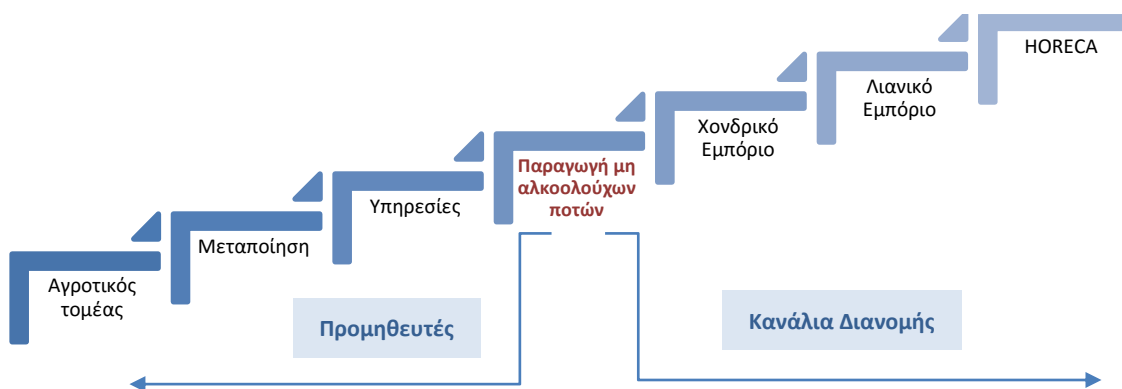 HORECA
Λιανικό
Εμπόριο
Χονδρικό
Εμπόριο
Παραγωγή μη
αλκοολούχων
ποτών
Υπηρεσίες
Μεταποίηση
Αγροτικός
τομέας
Προμηθευτές
Κανάλια Διανομής